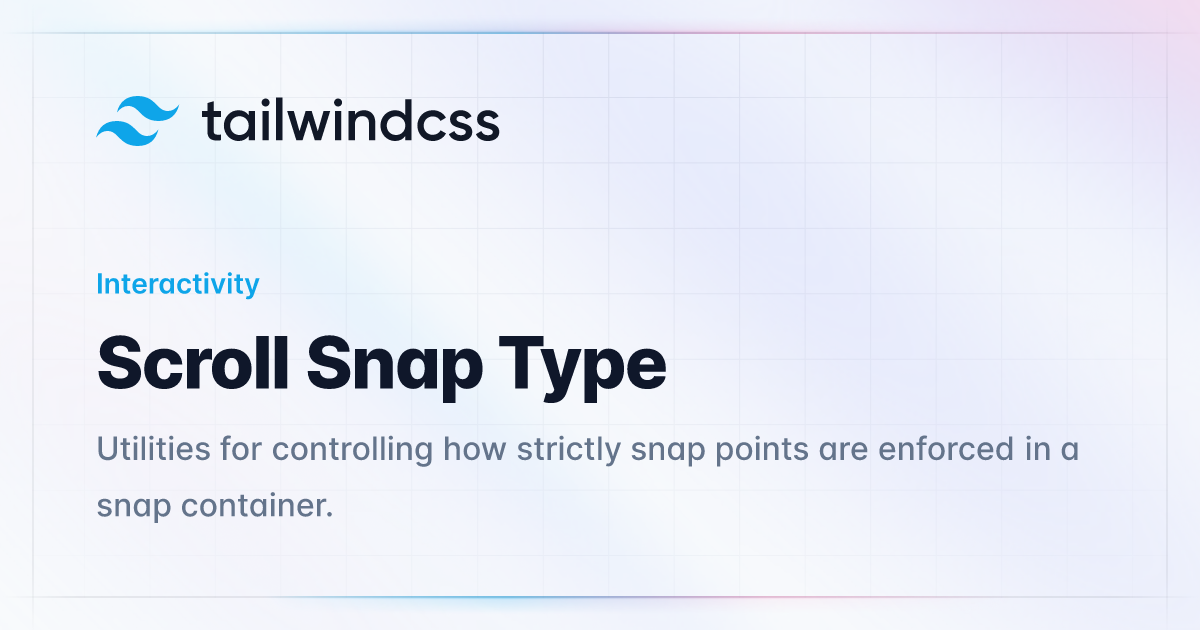 tailwindcss
Interactivity
Scroll Snap Type
Utilities for controlling how strictly snap points are enforced in a
snap container.